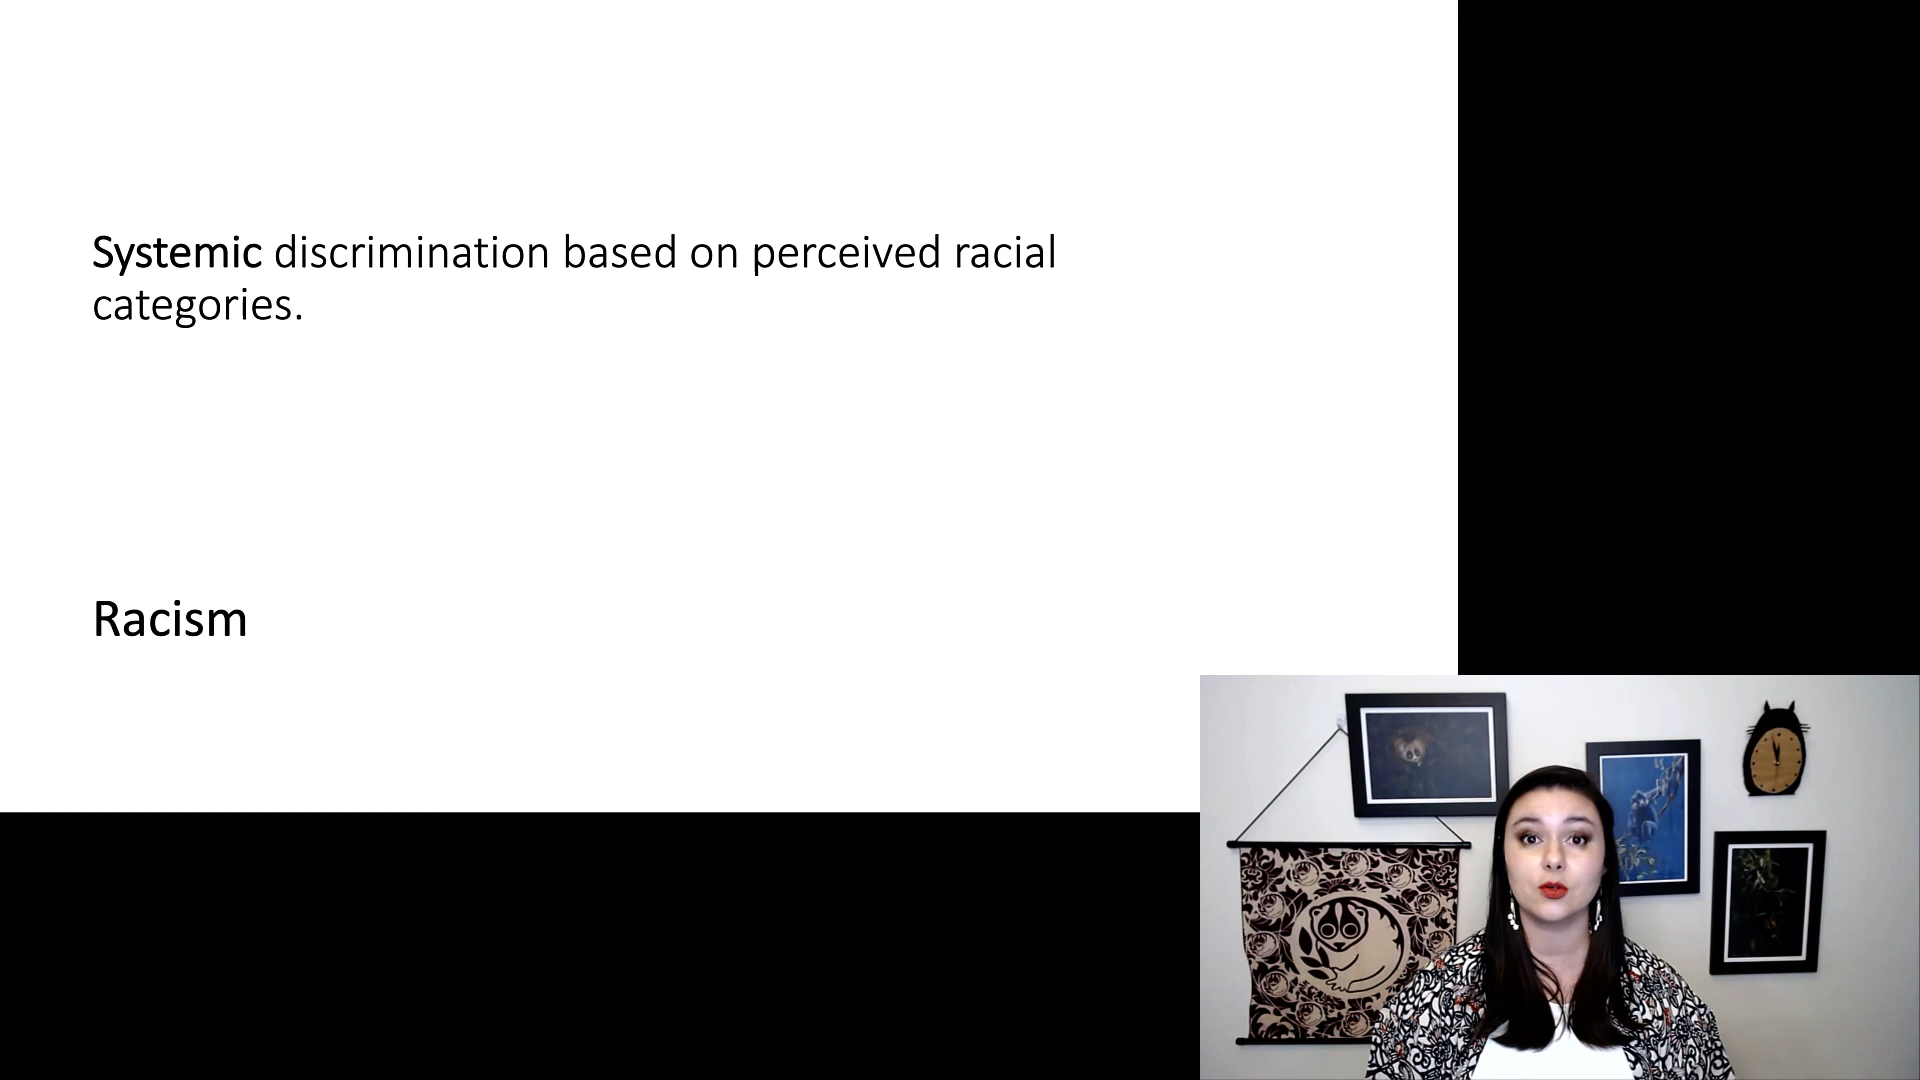 Systemic discrimination based on perceived racial
categories.
Racism